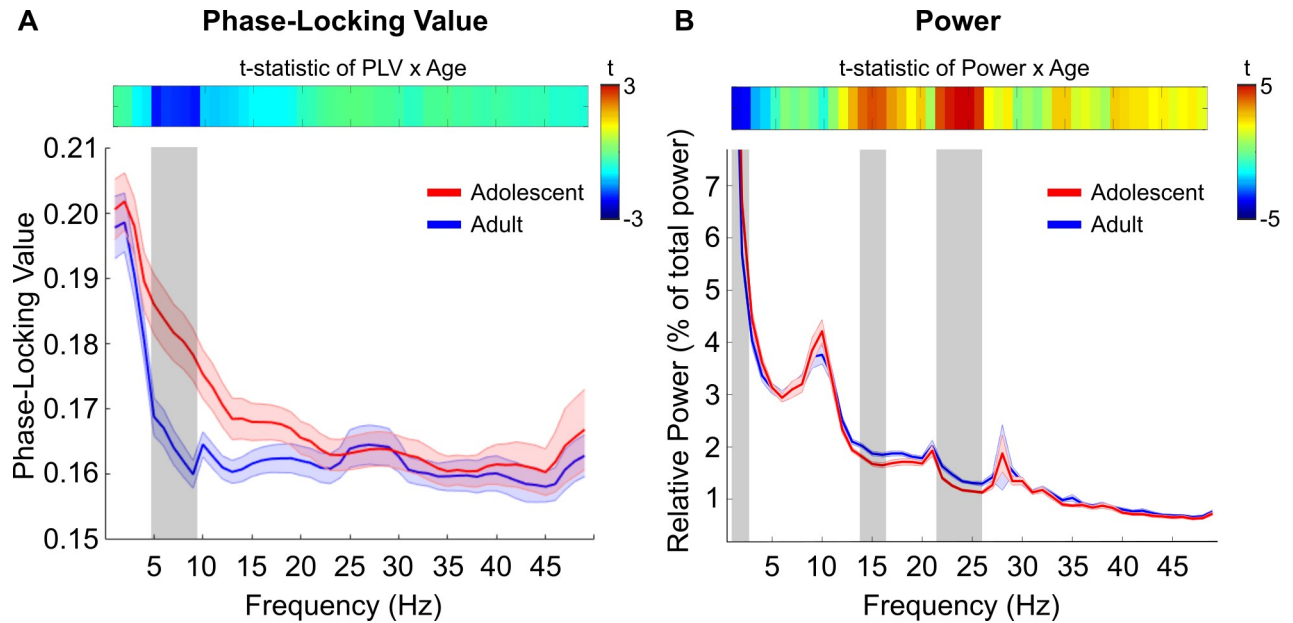 A
Phase-Locking Value
t-statistic of PLV x Age
t
3
-3
0.21
0.20
0.19
0.18
0.17
0.16
0.15
Phase-Locking Value
Adolescent
Adult
5 10 15 20 25 30 35 40 45
Frequency (Hz)
B
Power
t-statistic of Power x Age
t
5
-5
7
6
5
4
3
2
1
Relative Power (% of total power)
Adolescent
Adult
5 10 15 20 25 30 35 40 45
Frequency (Hz)